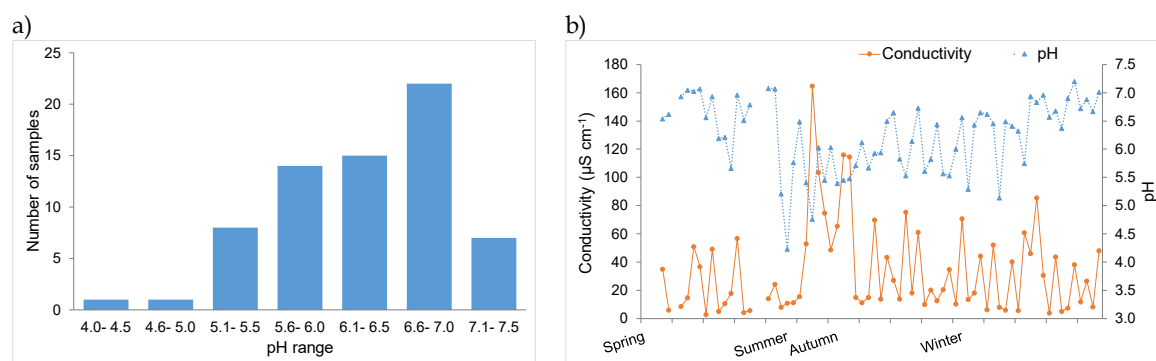 a)
25
20
15
10
5
0
Number of samples
4.0- 4.5 4.6- 5.0 5.1- 5.5 5.6- 6.0 6.1- 6.5 6.6- 7.0 7.1- 7.5
pH range
b)
Conductivity pH
180
160
140
120
100
80
60
40
20
0
Conductivity (µS cm⁻¹)
7.5
7.0
6.5
6.0
5.5
5.0
4.5
4.0
3.5
3.0
pH
Spring Summer Autumn Winter